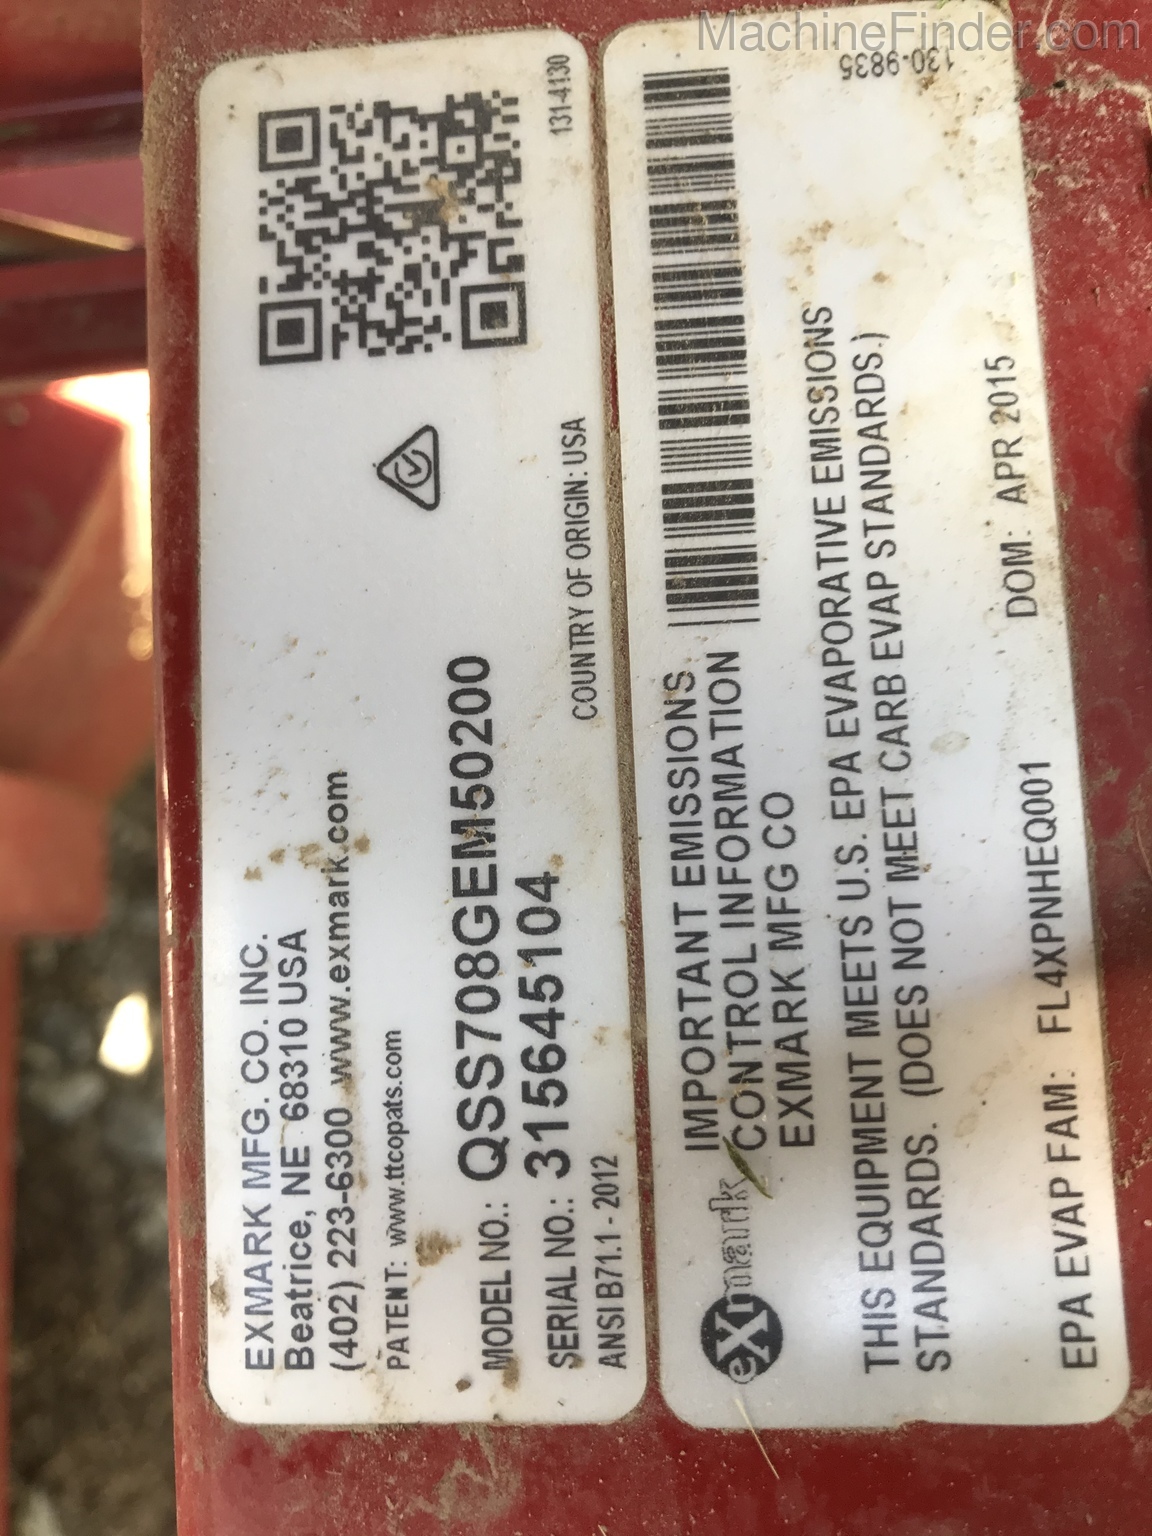 MachineFinder.com
EXMARK MFG. CO. INC.
Beatrice, NE 68310 USA
(402) 223-6300 www.exmark.com
PATENT: www.ttcopats.com
MODEL NO.: QSS708GEM50200
SERIAL NO.: 315645104
ANSI B71.1 - 2012
COUNTRY OF ORIGIN: USA
131-4130
exmark
IMPORTANT EMISSIONS
CONTROL INFORMATION
EXMARK MFG CO
THIS EQUIPMENT MEETS U.S. EPA EVAPORATIVE EMISSIONS
STANDARDS. (DOES NOT MEET CARB EVAP STANDARDS.)
EPA EVAP FAM: FL4XPNHEQ001
DOM: APR 2015
130-9835